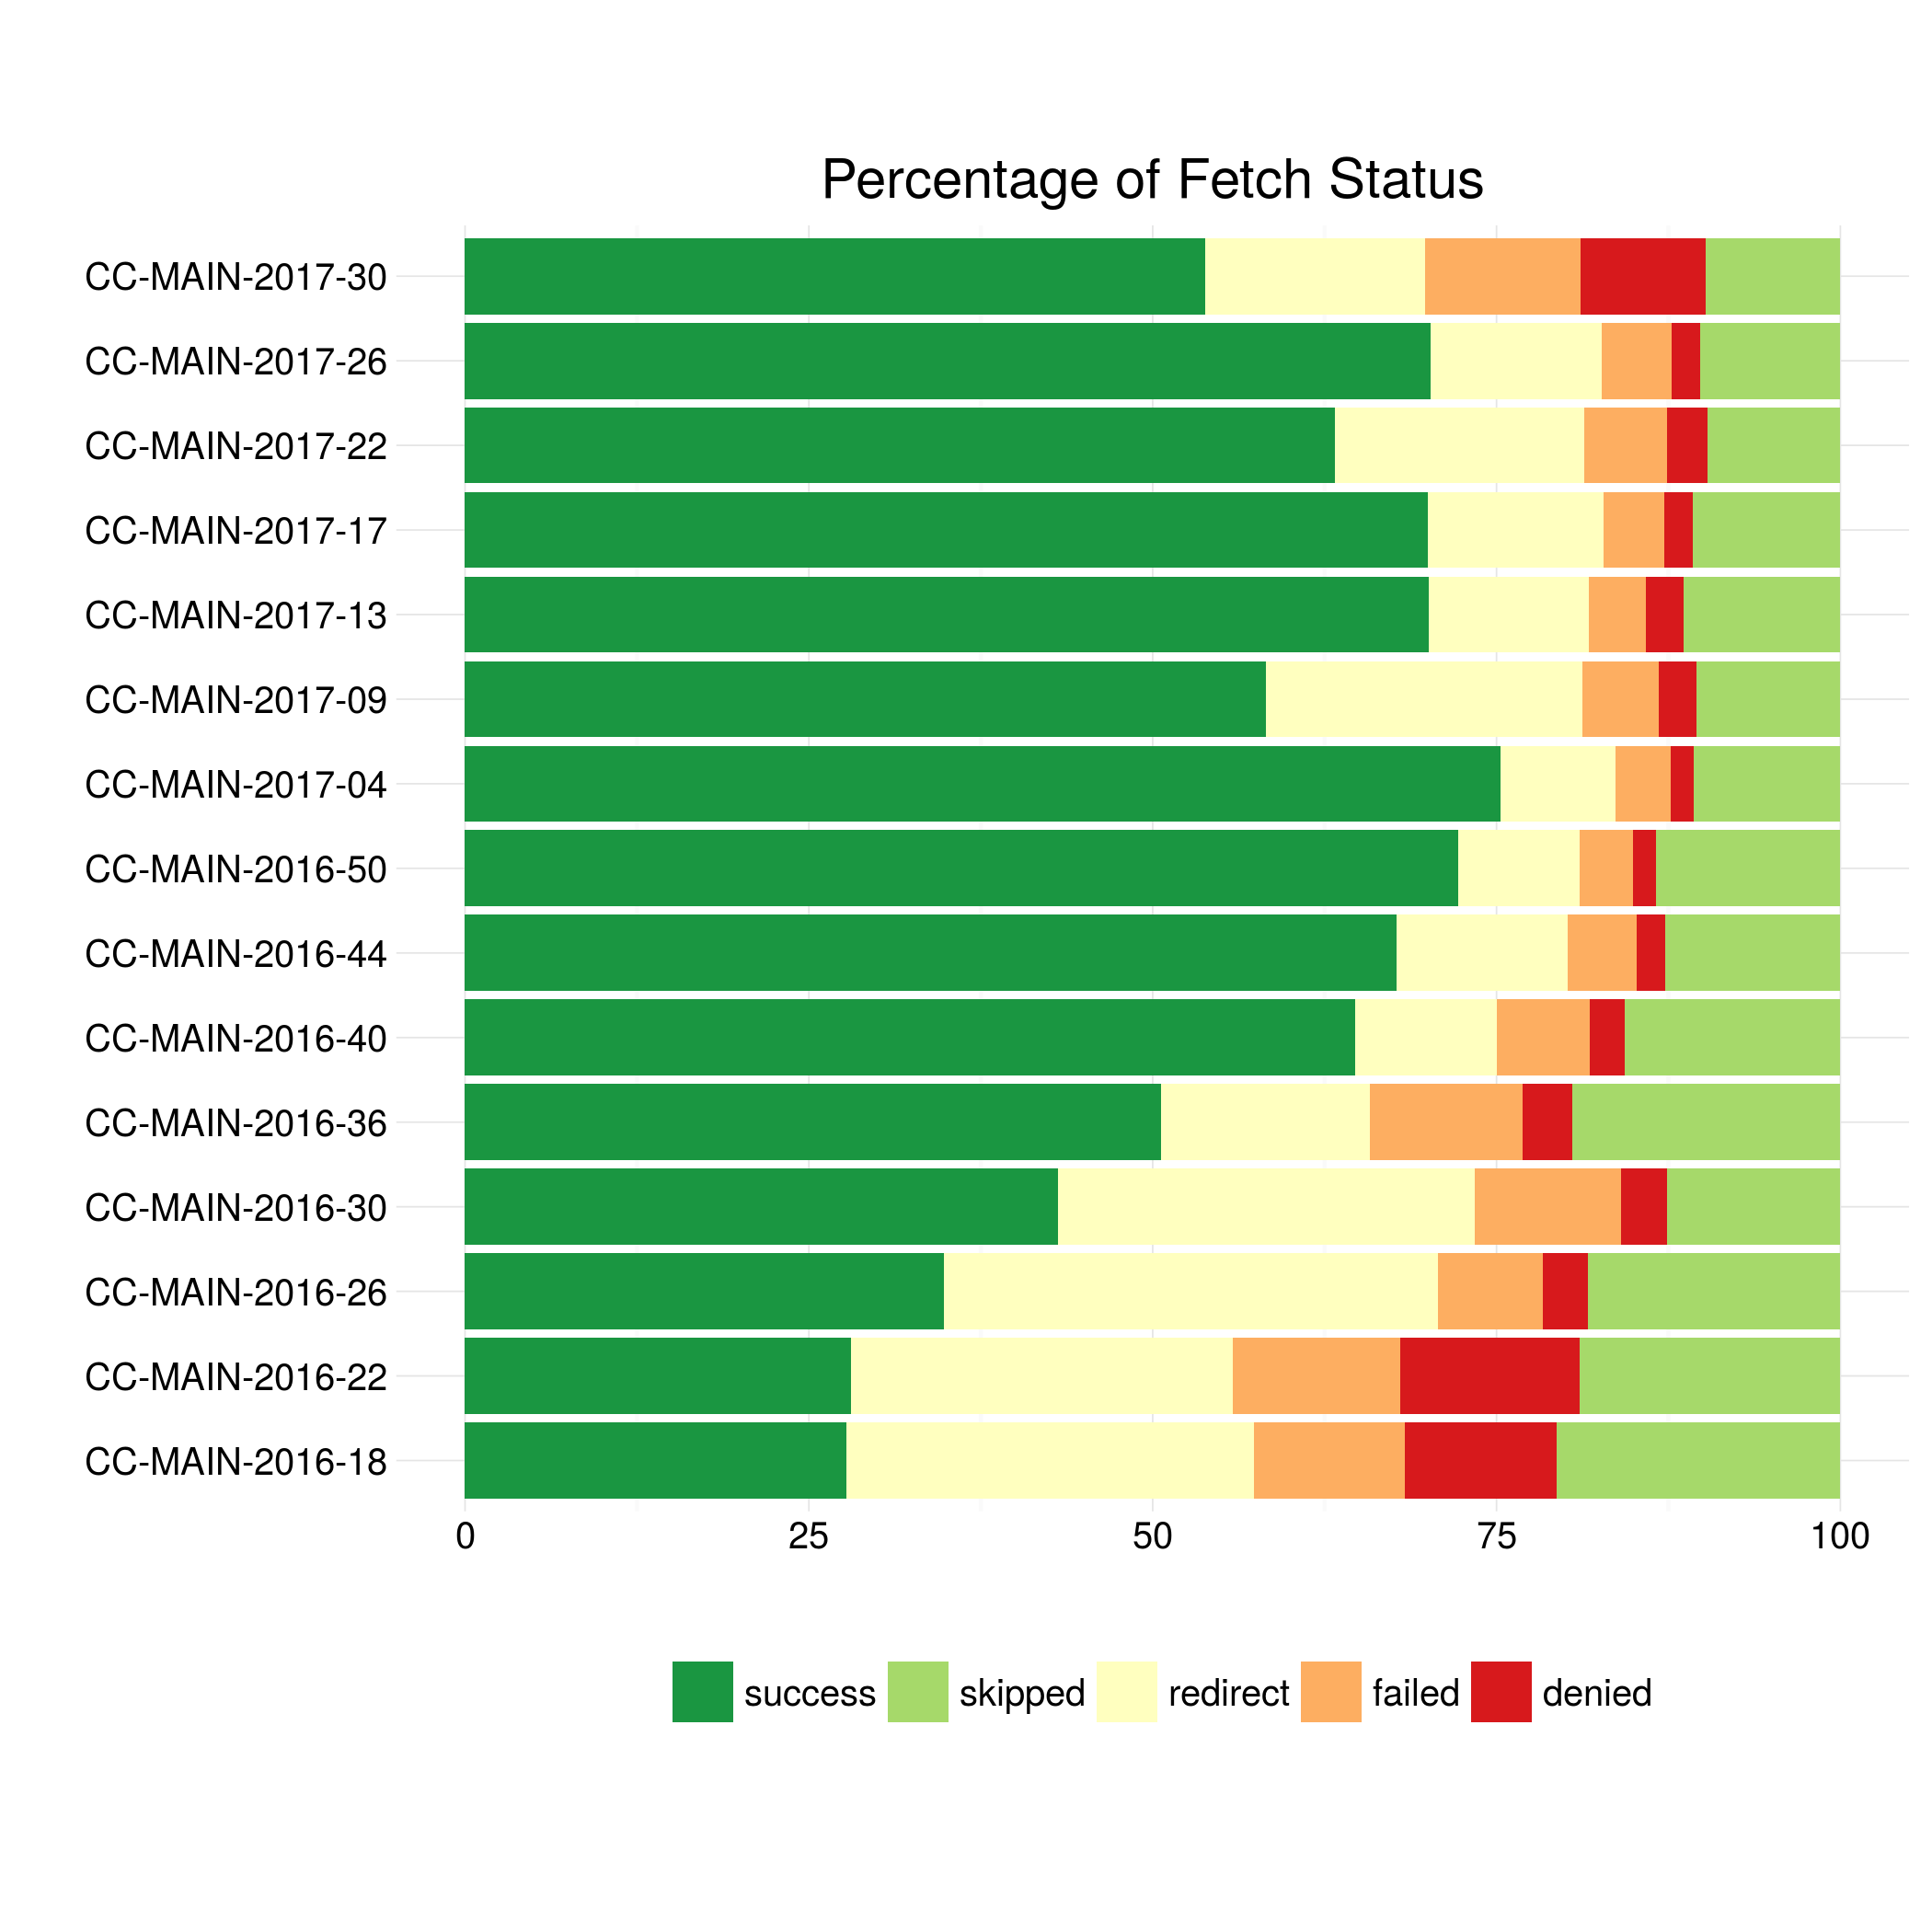 Percentage of Fetch Status
CC-MAIN-2017-30
CC-MAIN-2017-26
CC-MAIN-2017-22
CC-MAIN-2017-17
CC-MAIN-2017-13
CC-MAIN-2017-09
CC-MAIN-2017-04
CC-MAIN-2016-50
CC-MAIN-2016-44
CC-MAIN-2016-40
CC-MAIN-2016-36
CC-MAIN-2016-30
CC-MAIN-2016-26
CC-MAIN-2016-22
CC-MAIN-2016-18
0 25 50 75 100
success skipped redirect failed denied